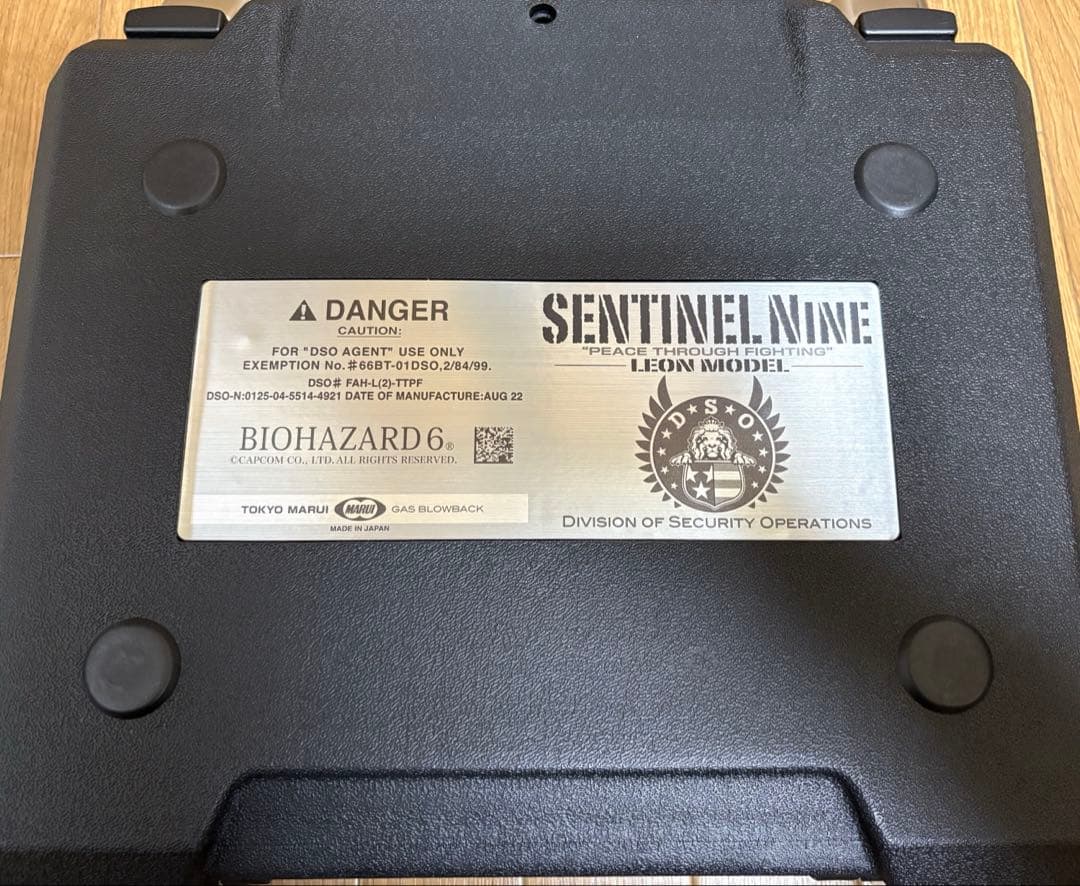 ⚠ DANGER
CAUTION:
FOR "DSO AGENT" USE ONLY
EXEMPTION No.#66BT-01DSO,2/84/99.
DSO# FAH-L(2)-TTPF
DSO-N:0125-04-5514-4921 DATE OF MANUFACTURE:AUG 22
BIOHAZARD 6®
©CAPCOM CO., LTD. ALL RIGHTS RESERVED.
TOKYO MARUI MARUI GAS BLOWBACK
MADE IN JAPAN
SENTINEL NINE
"PEACE THROUGH FIGHTING"
LEON MODEL
DSO
DIVISION OF SECURITY OPERATIONS